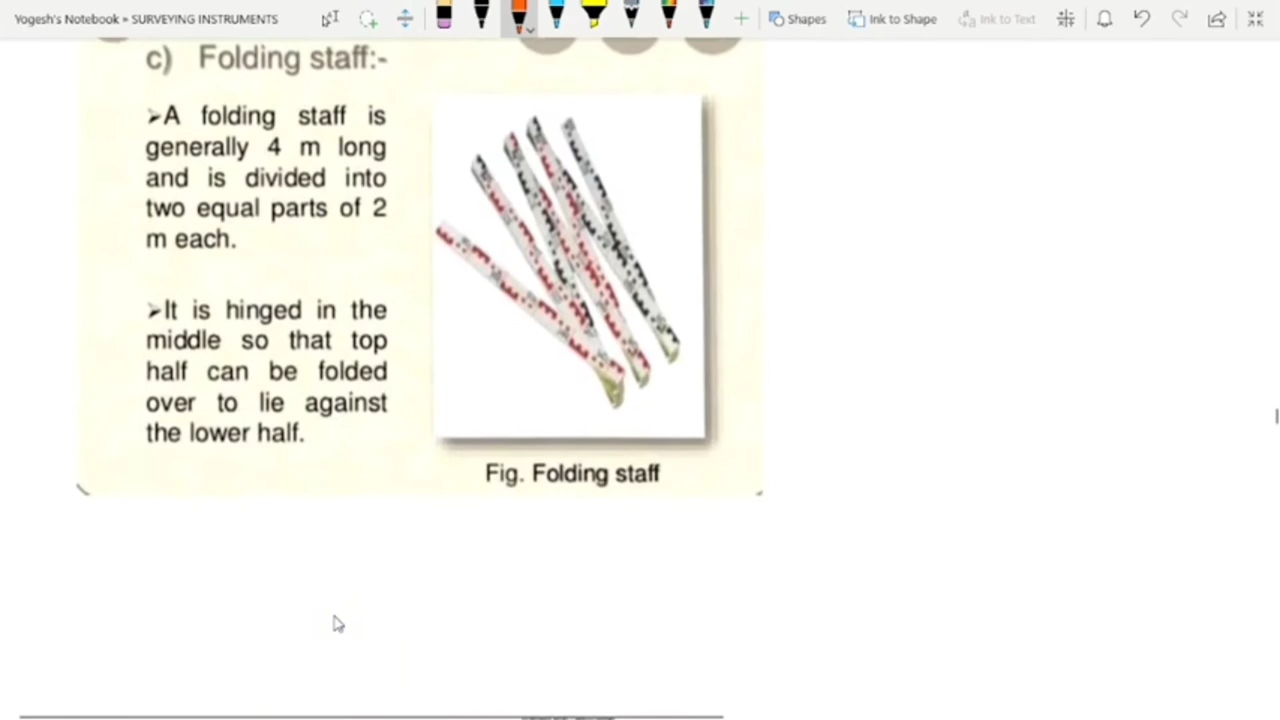 Yogesh's Notebook » SURVEYING INSTRUMENTS
Shapes
Ink to Shape
Ink to Text
c) Folding staff:-
➢A folding staff is
generally 4 m long
and is divided into
two equal parts of 2
m each.
➢It is hinged in the
middle so that top
half can be folded
over to lie against
the lower half.
Fig. Folding staff